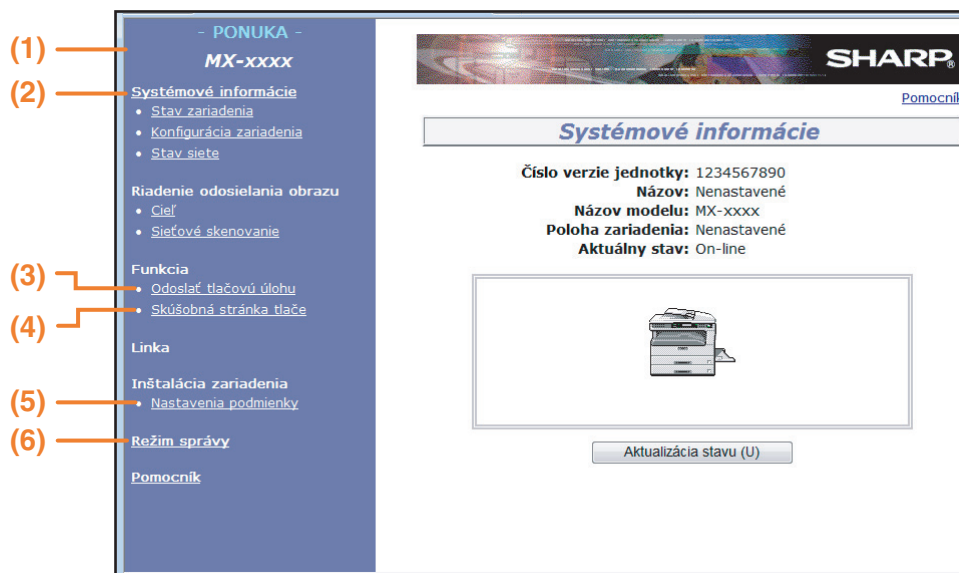 (1)
(2)
(3)
(4)
(5)
(6)
- PONUKA -
MX-xxxx
Systémové informácie
• Stav zariadenia
• Konfigurácia zariadenia
• Stav siete
Riadenie odosielania obrazu
• Cieľ
• Sieťové skenovanie
Funkcia
• Odoslať tlačovú úlohu
• Skúšobná stránka tlače
Linka
Inštalácia zariadenia
• Nastavenia podmienky
Režim správy
Pomocník
SHARP®
Pomocník
Systémové informácie
Číslo verzie jednotky: 1234567890
Názov: Nenastavené
Názov modelu: MX-xxxx
Poloha zariadenia: Nenastavené
Aktuálny stav: On-line
Aktualizácia stavu (U)